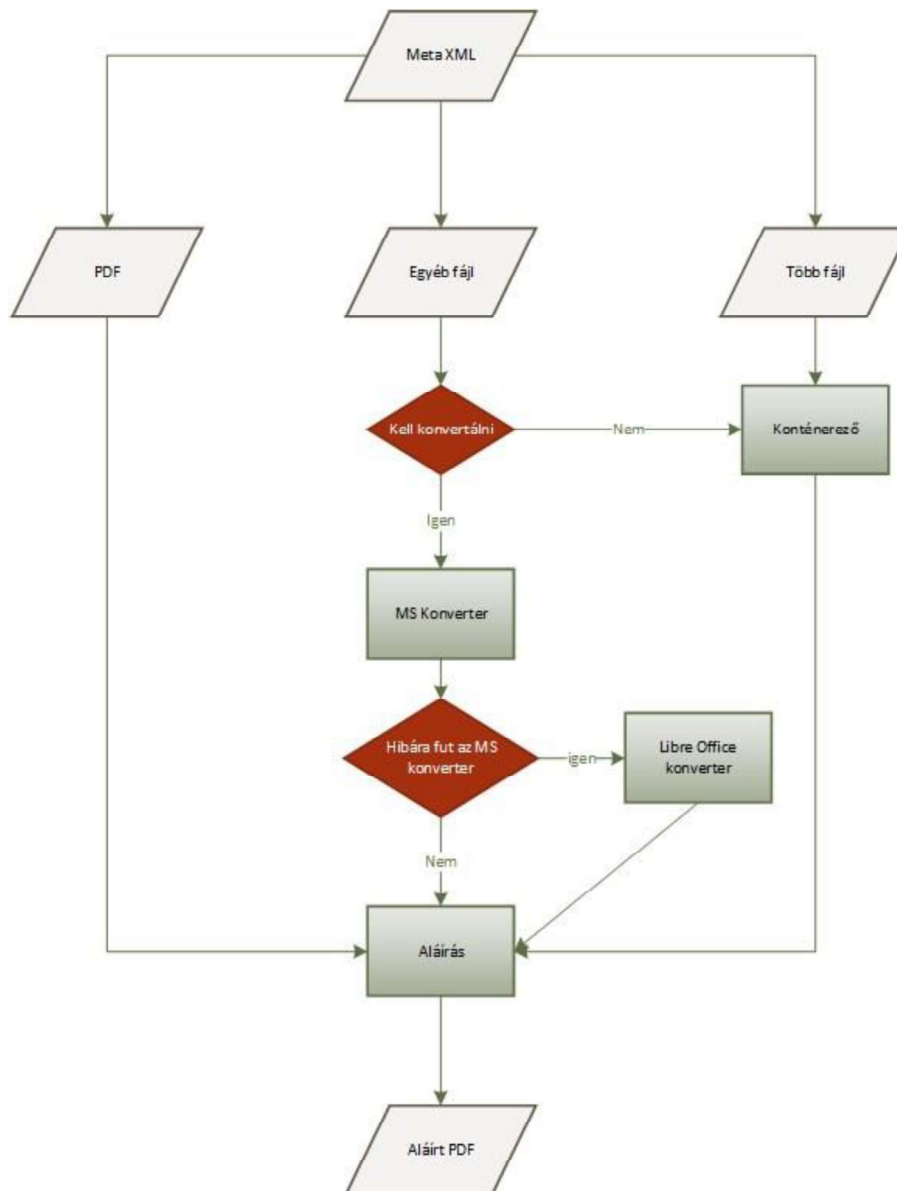 Meta XML
PDF
Egyéb fájl
Több fájl
Kell konvertálni
Nem
Konténerező
Igen
MS Konverter
Hibára fut az MS
konverter
igen
Libre Office
konverter
Nem
Aláírás
Aláírt PDF